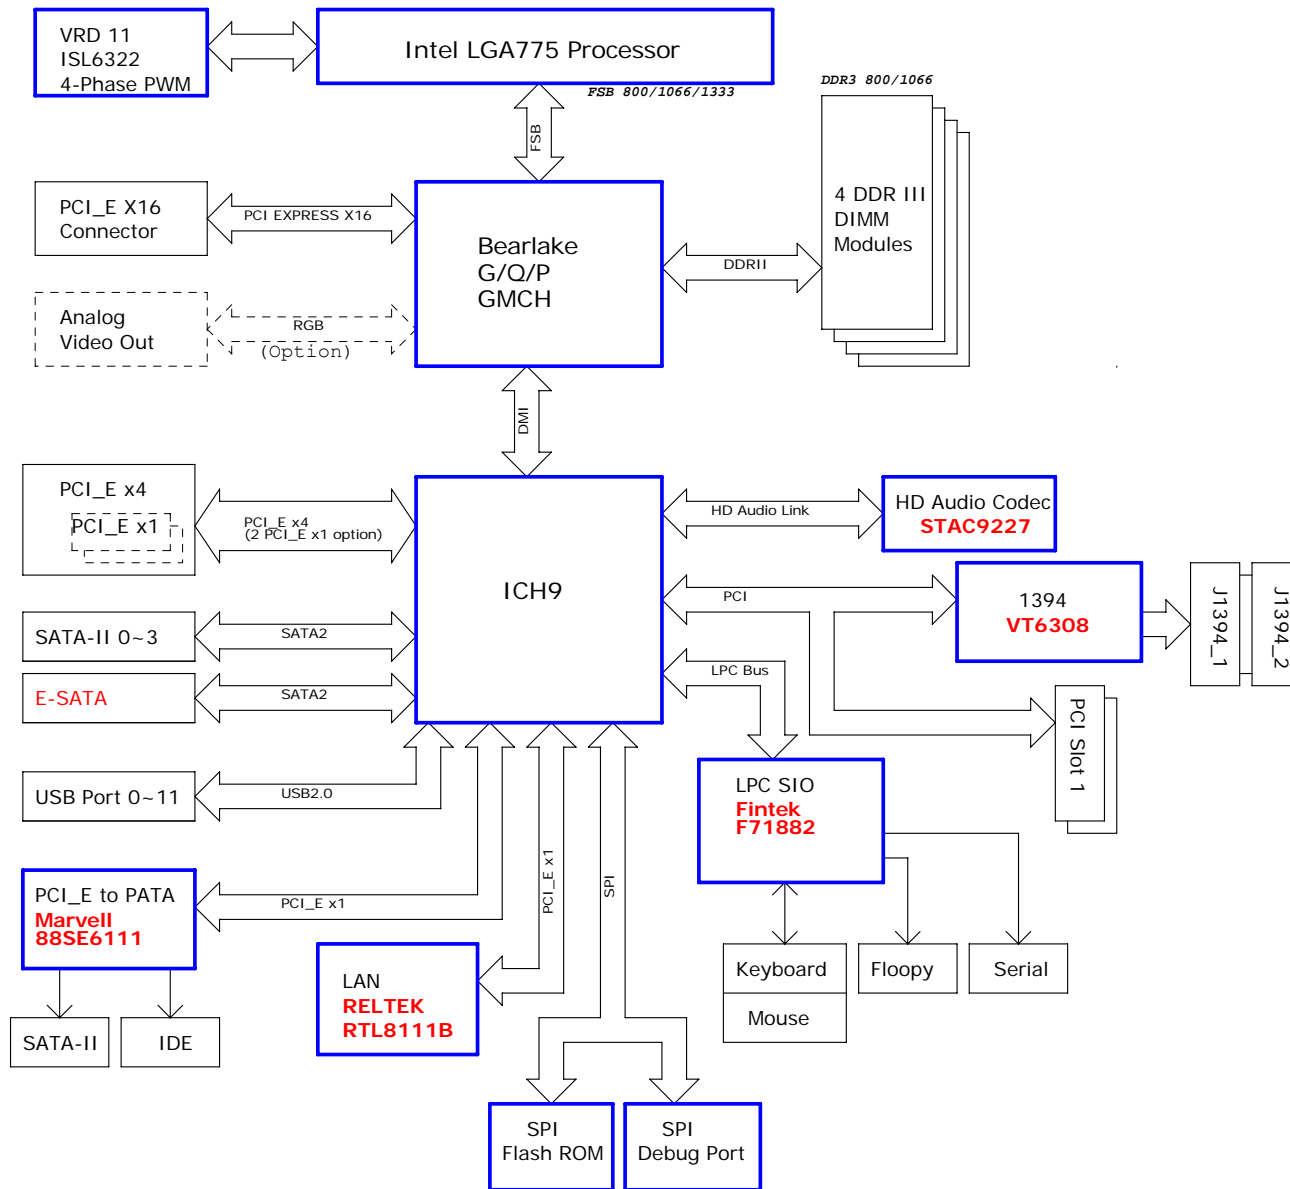 VRD 11
ISL6322
4-Phase PWM
Intel LGA775 Processor
FSB 800/1066/1333
DDR3 800/1066
FSB
PCI_E X16
Connector
PCI EXPRESS X16
Bearlake
G/Q/P
GMCH
DDRII
4 DDR III
DIMM
Modules
Analog
Video Out
RGB
(Option)
DMI
PCI_E x4
PCI_E x1
PCI_E x4
(2 PCI_E x1 option)
ICH9
HD Audio Link
HD Audio Codec
STAC9227
PCI
1394
VT6308
J1394_1
J1394_2
SATA-II 0~3
SATA2
LPC Bus
E-SATA
SATA2
PCI Slot 1
USB Port 0~11
USB2.0
LPC SIO
Fintek
F71882
PCI_E to PATA
Marvell
88SE6111
PCI_E x1
PCI_E x1
SPI
LAN
RELTEK
RTL8111B
Keyboard
Mouse
Floopy
Serial
SATA-II
IDE
SPI
Flash ROM
SPI
Debug Port